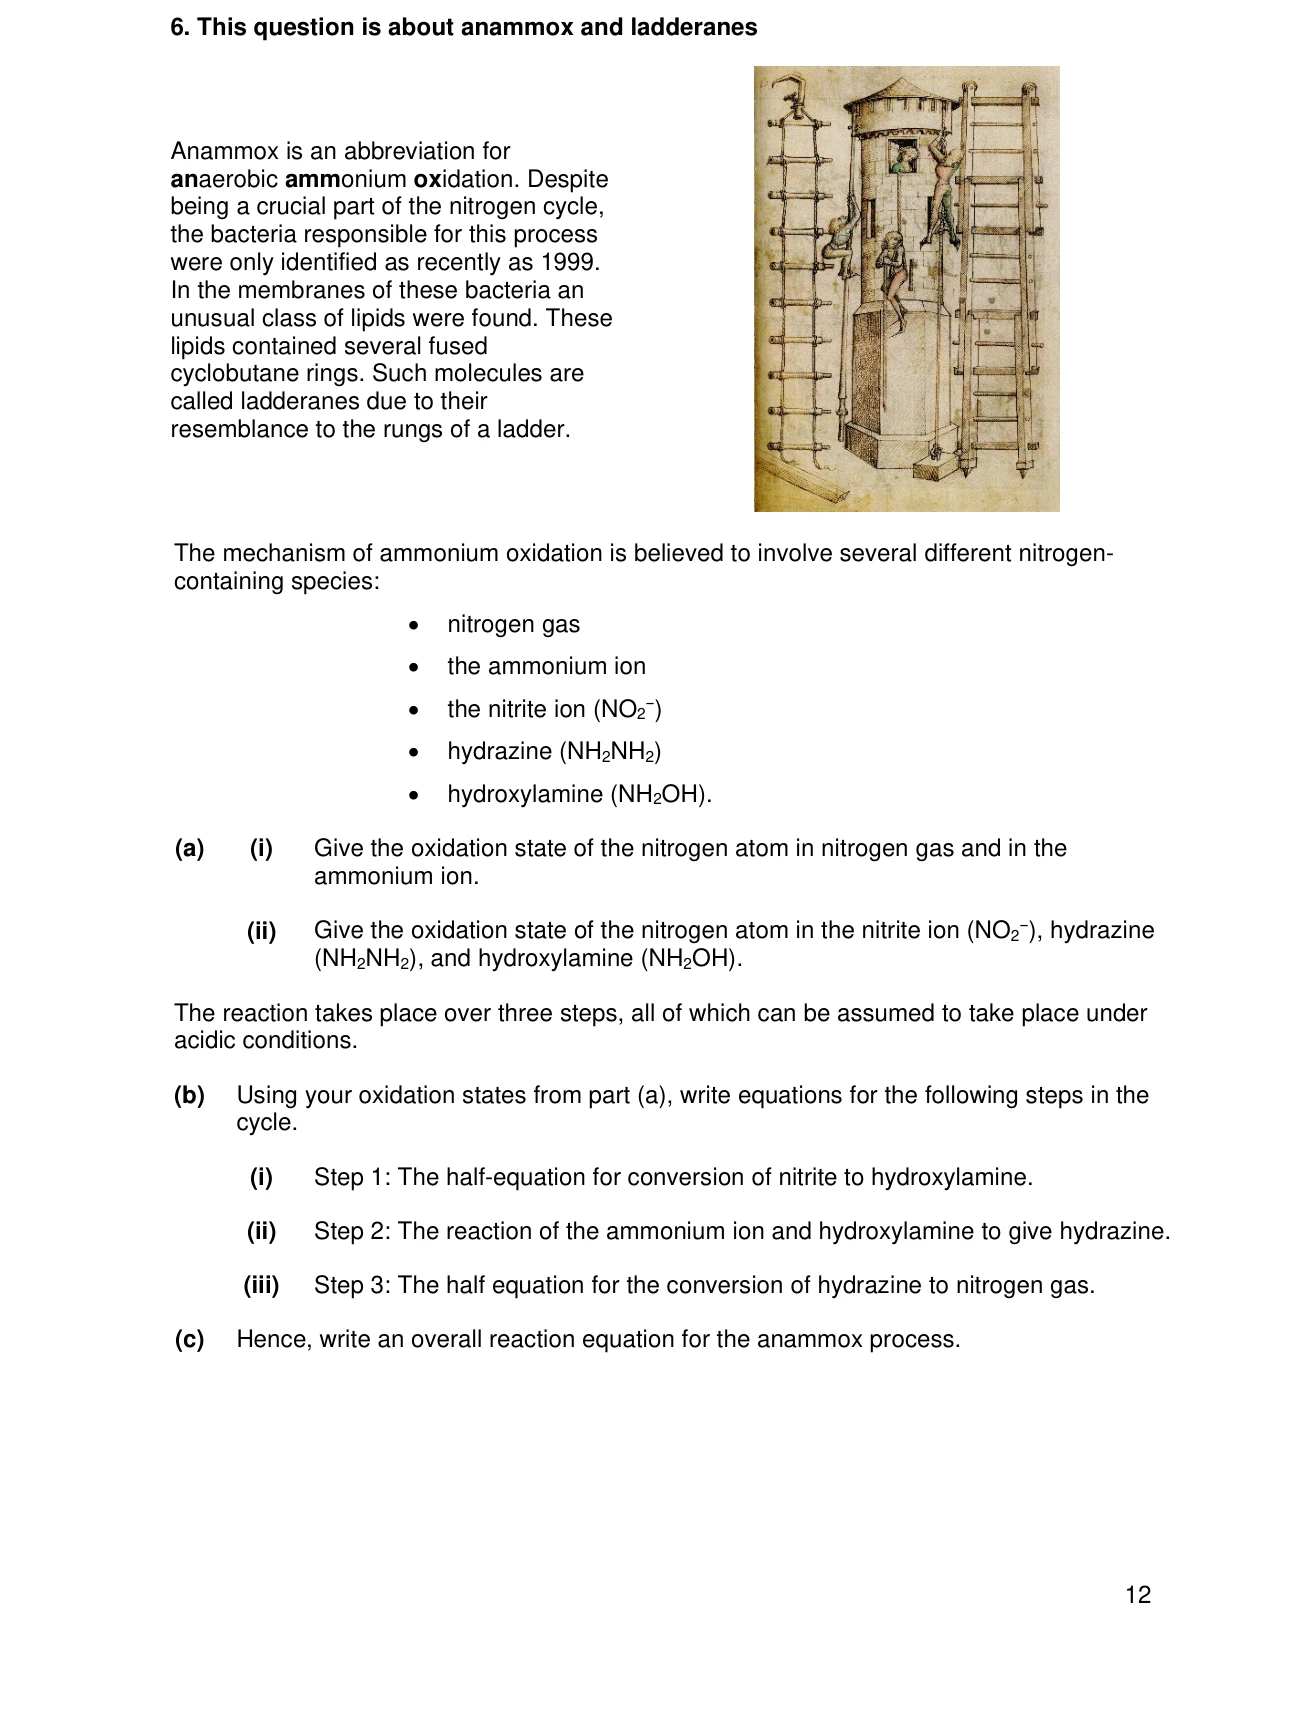 6. This question is about anammox and ladderanes
Anammox is an abbreviation for
anaerobic ammonium oxidation. Despite
being a crucial part of the nitrogen cycle,
the bacteria responsible for this process
were only identified as recently as 1999.
In the membranes of these bacteria an
unusual class of lipids were found. These
lipids contained several fused
cyclobutane rings. Such molecules are
called ladderanes due to their
resemblance to the rungs of a ladder.
The mechanism of ammonium oxidation is believed to involve several different nitrogen-
containing species:
• nitrogen gas
• the ammonium ion
• the nitrite ion (NO₂⁻)
• hydrazine (NH₂NH₂)
• hydroxylamine (NH₂OH).
(a) (i) Give the oxidation state of the nitrogen atom in nitrogen gas and in the
ammonium ion.
(ii) Give the oxidation state of the nitrogen atom in the nitrite ion (NO₂⁻), hydrazine
(NH₂NH₂), and hydroxylamine (NH₂OH).
The reaction takes place over three steps, all of which can be assumed to take place under
acidic conditions.
(b) Using your oxidation states from part (a), write equations for the following steps in the
cycle.
(i) Step 1: The half-equation for conversion of nitrite to hydroxylamine.
(ii) Step 2: The reaction of the ammonium ion and hydroxylamine to give hydrazine.
(iii) Step 3: The half equation for the conversion of hydrazine to nitrogen gas.
(c) Hence, write an overall reaction equation for the anammox process.
12